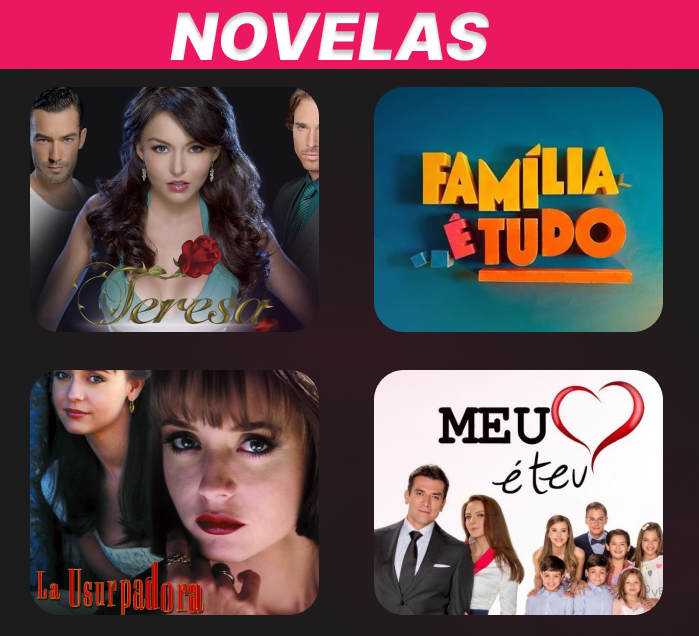 NOVELAS
Teresa
FAMÍLIA
É TUDO
La Usurpadora
MEU
é teu